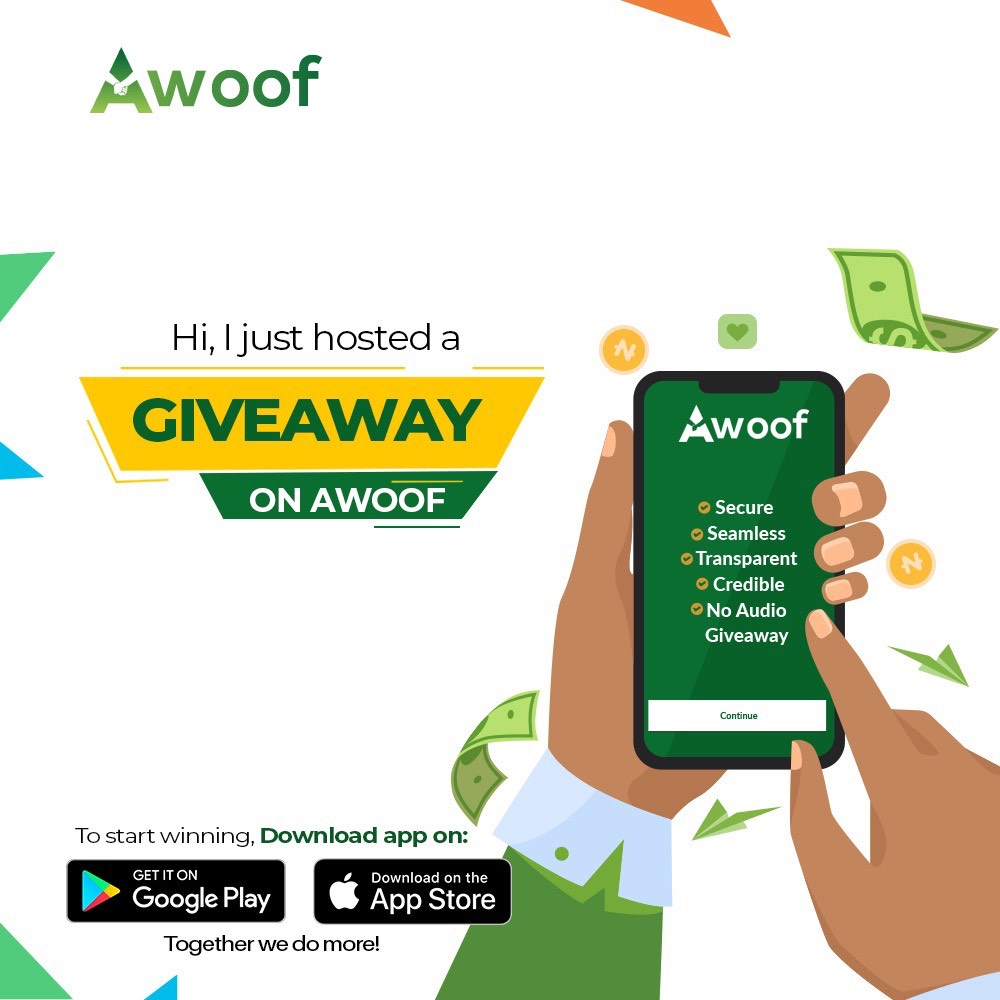 Awoof
Hi, I just hosted a
GIVEAWAY
ON AWOOF
Awoof
Secure
Seamless
Transparent
Credible
No Audio
Giveaway
Continue
To start winning, Download app on:
GET IT ON
Google Play
Download on the
App Store
Together we do more!